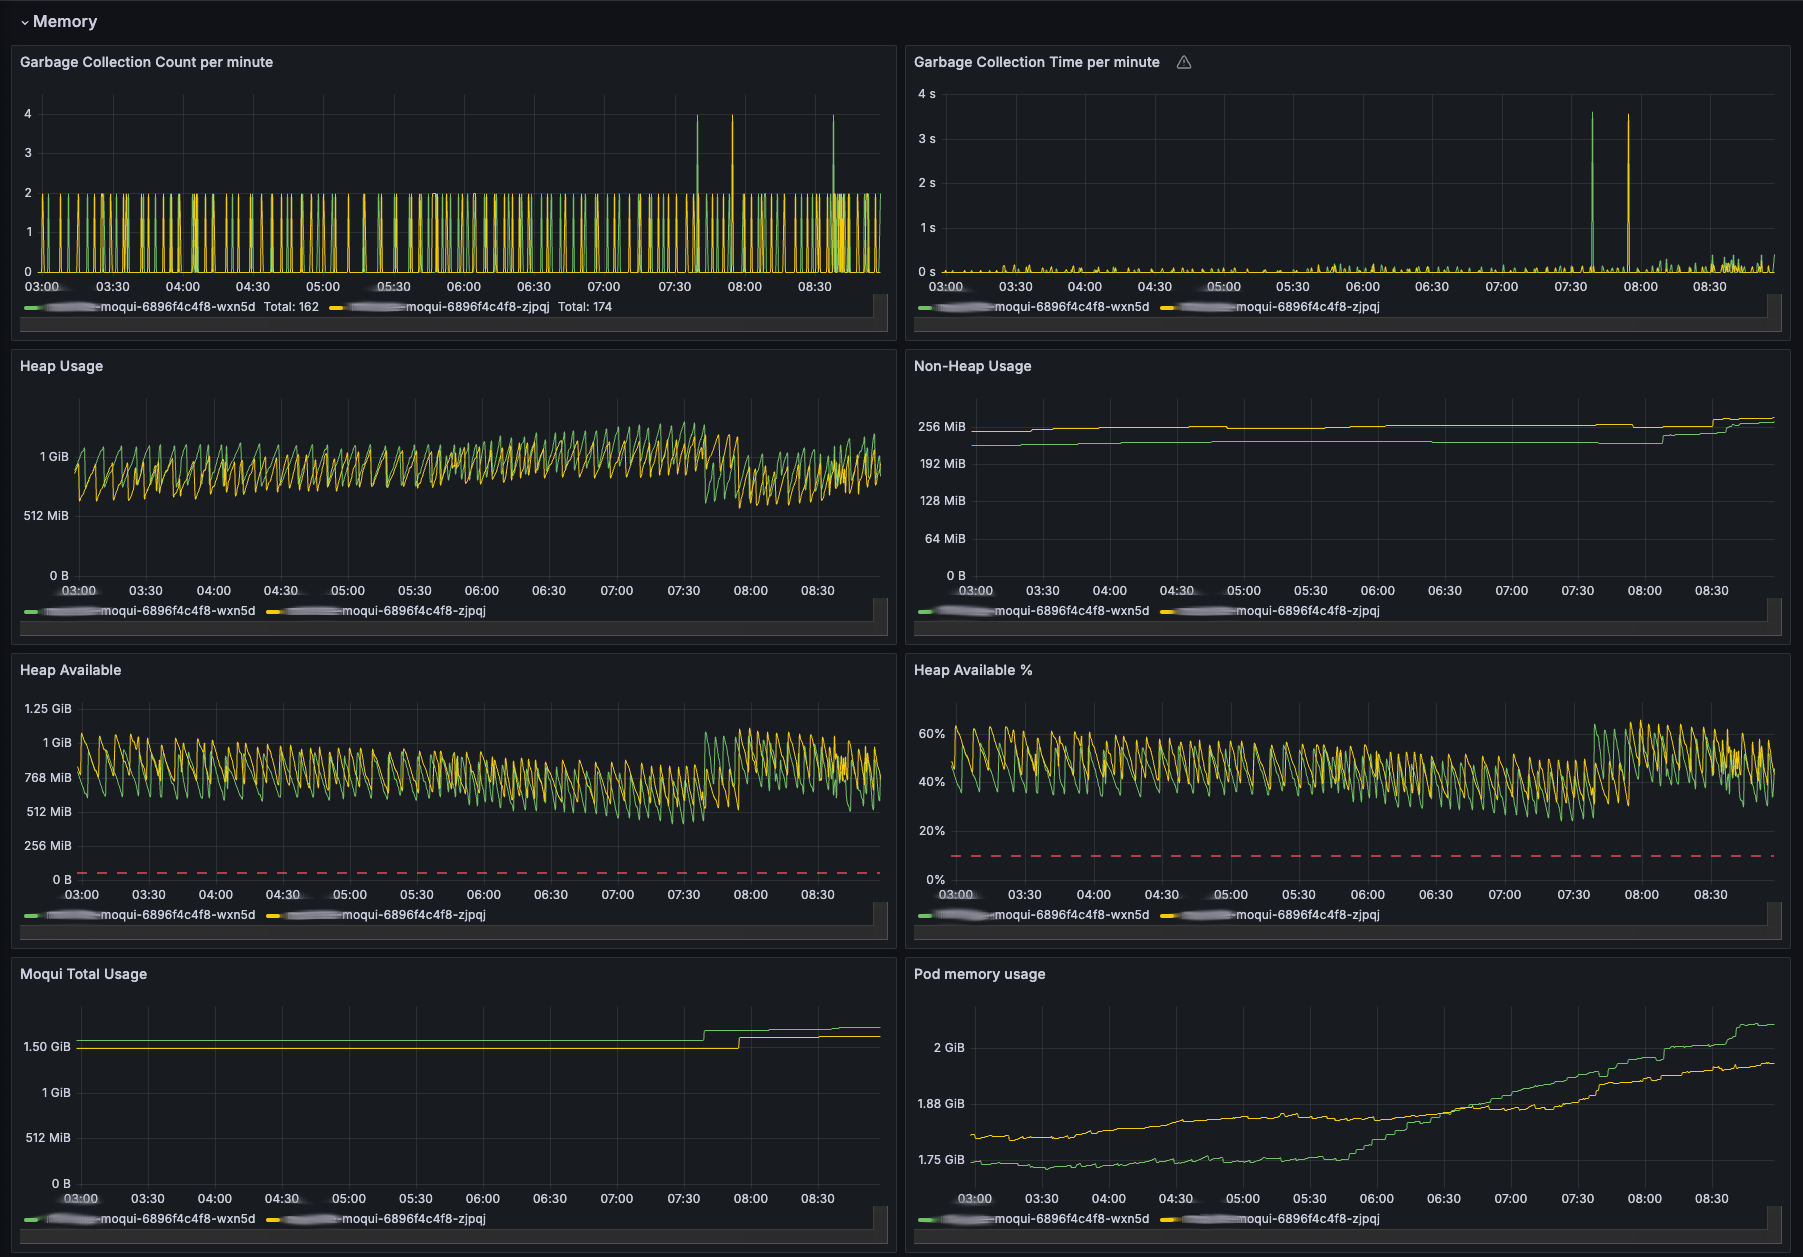 Memory
Garbage Collection Count per minute
4
3
2
1
0
03:00 03:30 04:00 04:30 05:00 05:30 06:00 06:30 07:00 07:30 08:00 08:30
-moqui-6896f4c4f8-wxn5d Total: 162 -moqui-6896f4c4f8-zjpqj Total: 174
Garbage Collection Time per minute
4 s
3 s
2 s
1 s
0 s
03:00 03:30 04:00 04:30 05:00 05:30 06:00 06:30 07:00 07:30 08:00 08:30
-moqui-6896f4c4f8-wxn5d -moqui-6896f4c4f8-zjpqj
Heap Usage
1 GiB
512 MiB
0 B
03:00 03:30 04:00 04:30 05:00 05:30 06:00 06:30 07:00 07:30 08:00 08:30
-moqui-6896f4c4f8-wxn5d -moqui-6896f4c4f8-zjpqj
Non-Heap Usage
256 MiB
192 MiB
128 MiB
64 MiB
0 B
03:00 03:30 04:00 04:30 05:00 05:30 06:00 06:30 07:00 07:30 08:00 08:30
-moqui-6896f4c4f8-wxn5d -moqui-6896f4c4f8-zjpqj
Heap Available
1.25 GiB
1 GiB
768 MiB
512 MiB
256 MiB
0 B
03:00 03:30 04:00 04:30 05:00 05:30 06:00 06:30 07:00 07:30 08:00 08:30
-moqui-6896f4c4f8-wxn5d -moqui-6896f4c4f8-zjpqj
Heap Available %
60%
40%
20%
0%
03:00 03:30 04:00 04:30 05:00 05:30 06:00 06:30 07:00 07:30 08:00 08:30
-moqui-6896f4c4f8-wxn5d -moqui-6896f4c4f8-zjpqj
Moqui Total Usage
1.50 GiB
1 GiB
512 MiB
0 B
03:00 03:30 04:00 04:30 05:00 05:30 06:00 06:30 07:00 07:30 08:00 08:30
-moqui-6896f4c4f8-wxn5d -moqui-6896f4c4f8-zjpqj
Pod memory usage
2 GiB
1.88 GiB
1.75 GiB
03:00 03:30 04:00 04:30 05:00 05:30 06:00 06:30 07:00 07:30 08:00 08:30
-moqui-6896f4c4f8-wxn5d moqui-6896f4c4f8-zjpqj